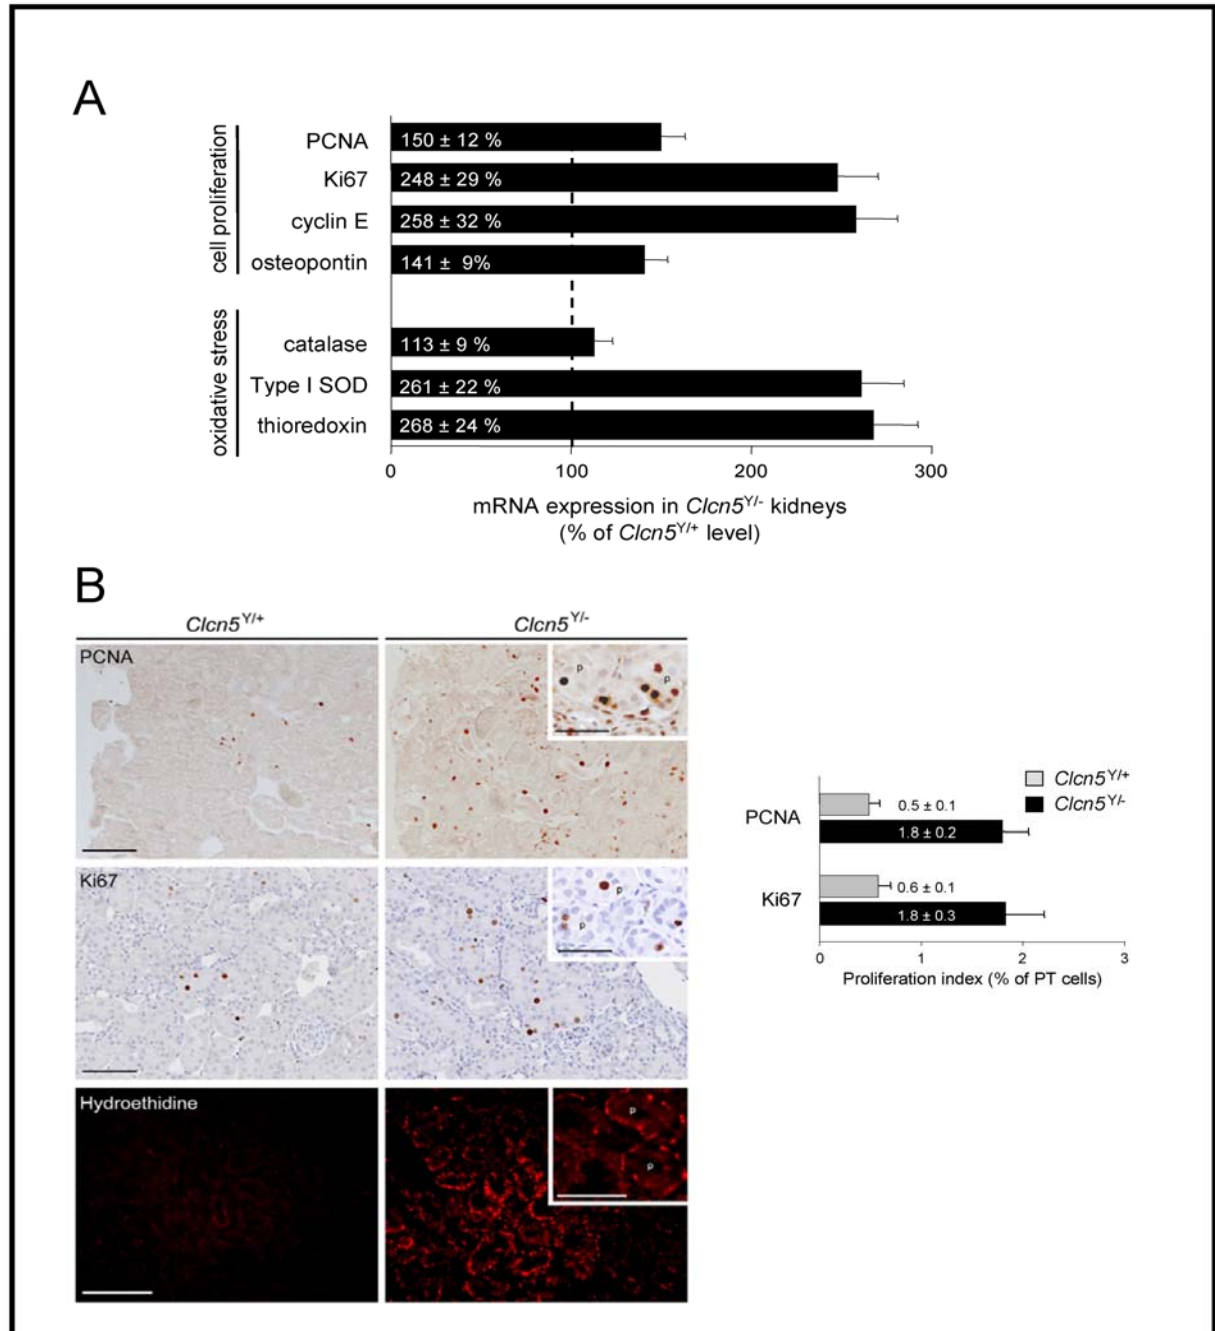 A
cell proliferation
PCNA 150 ± 12 %
Ki67 248 ± 29 %
cyclin E 258 ± 32 %
osteopontin 141 ± 9%
oxidative stress
catalase 113 ± 9 %
Type I SOD 261 ± 22 %
thioredoxin 268 ± 24 %
0 100 200 300
mRNA expression in Clcn5Y/- kidneys
(% of Clcn5Y/+ level)
B
Clcn5Y/+ Clcn5Y/-
PCNA
p p
Ki67
p
p
Hydroethidine
p
p
Clcn5Y/+
Clcn5Y/-
PCNA
0.5 ± 0.1
1.8 ± 0.2
Ki67
0.6 ± 0.1
1.8 ± 0.3
0 1 2 3
Proliferation index (% of PT cells)